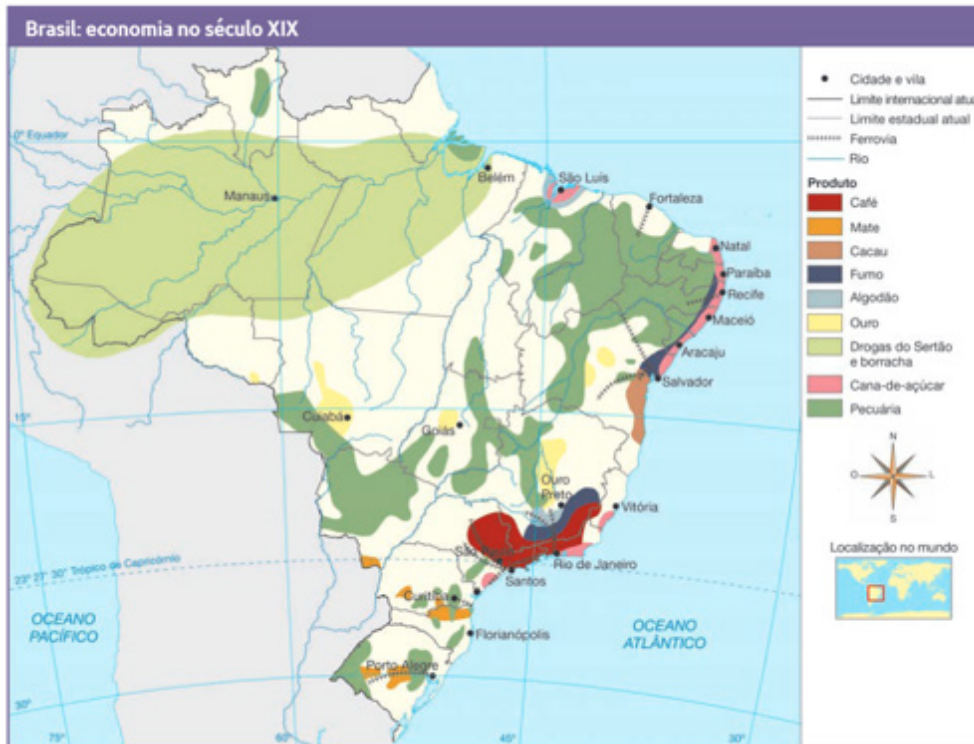 Brasil: economia no século XIX
0° Equador
Manaus
Belém
São Luís
Fortaleza
Natal
Paraíba
Recife
Maceió
Aracaju
Salvador
15°
Cuiabá
Goiás
Ouro
Preto
Vitória
23° 27' 30" Trópico de Capricórnio
Rio de Janeiro
Santos
Curitiba
Florianópolis
Porto Alegre
OCEANO
PACÍFICO
OCEANO
ATLÂNTICO
30°
75°
60°
45°
30°
Cidade e vila
Limite internacional atu
Limite estadual atual
Ferrovia
Rio
Produto
Café
Mate
Cacau
Fumo
Algodão
Ouro
Drogas do Sertão
e borracha
Cana-de-açúcar
Pecuária
N
O
L
S
Localização no mundo